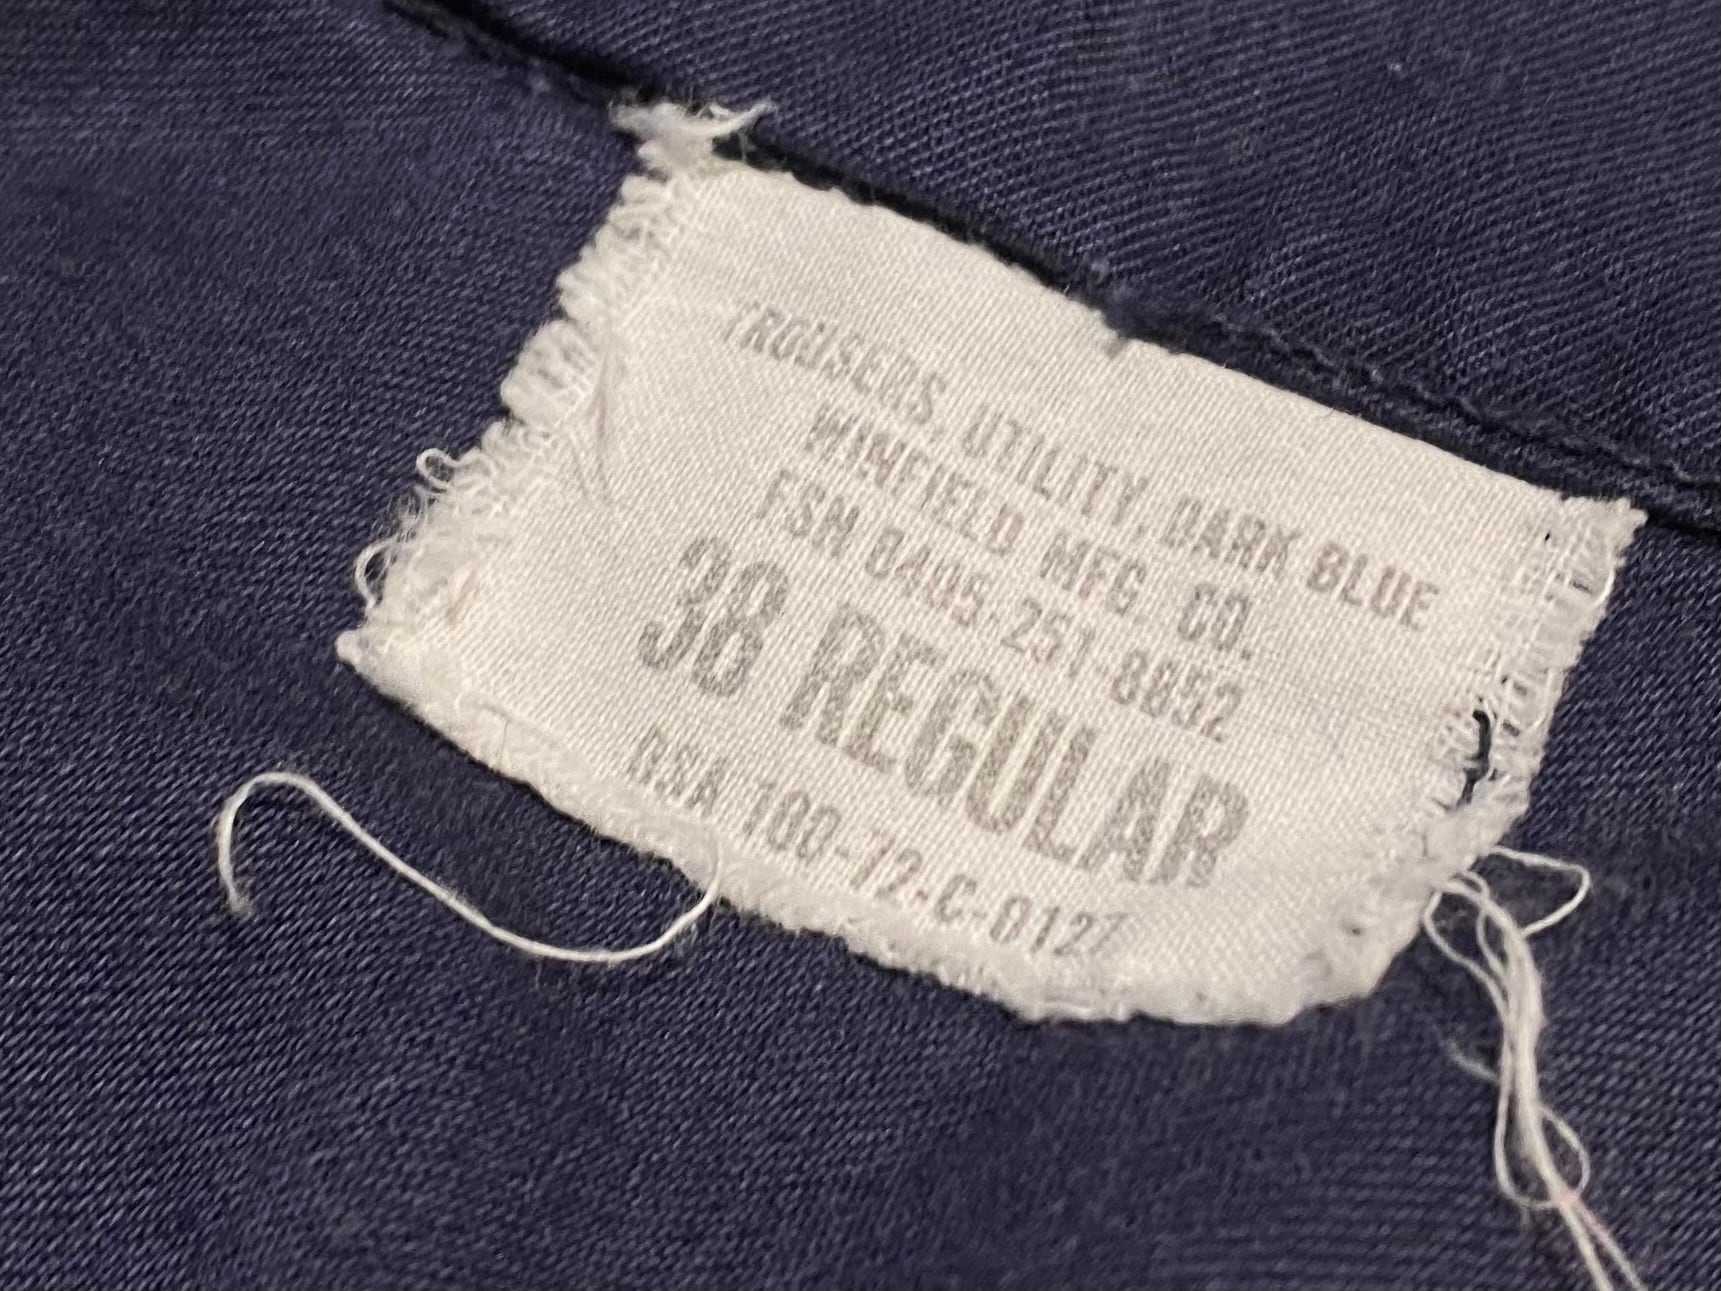 TROUSERS, UTILITY, DARK BLUE
WINFIELD MFG. CO.
FSN 8405-251-8852
38 REGULAR
DSA 100-72-C-0127